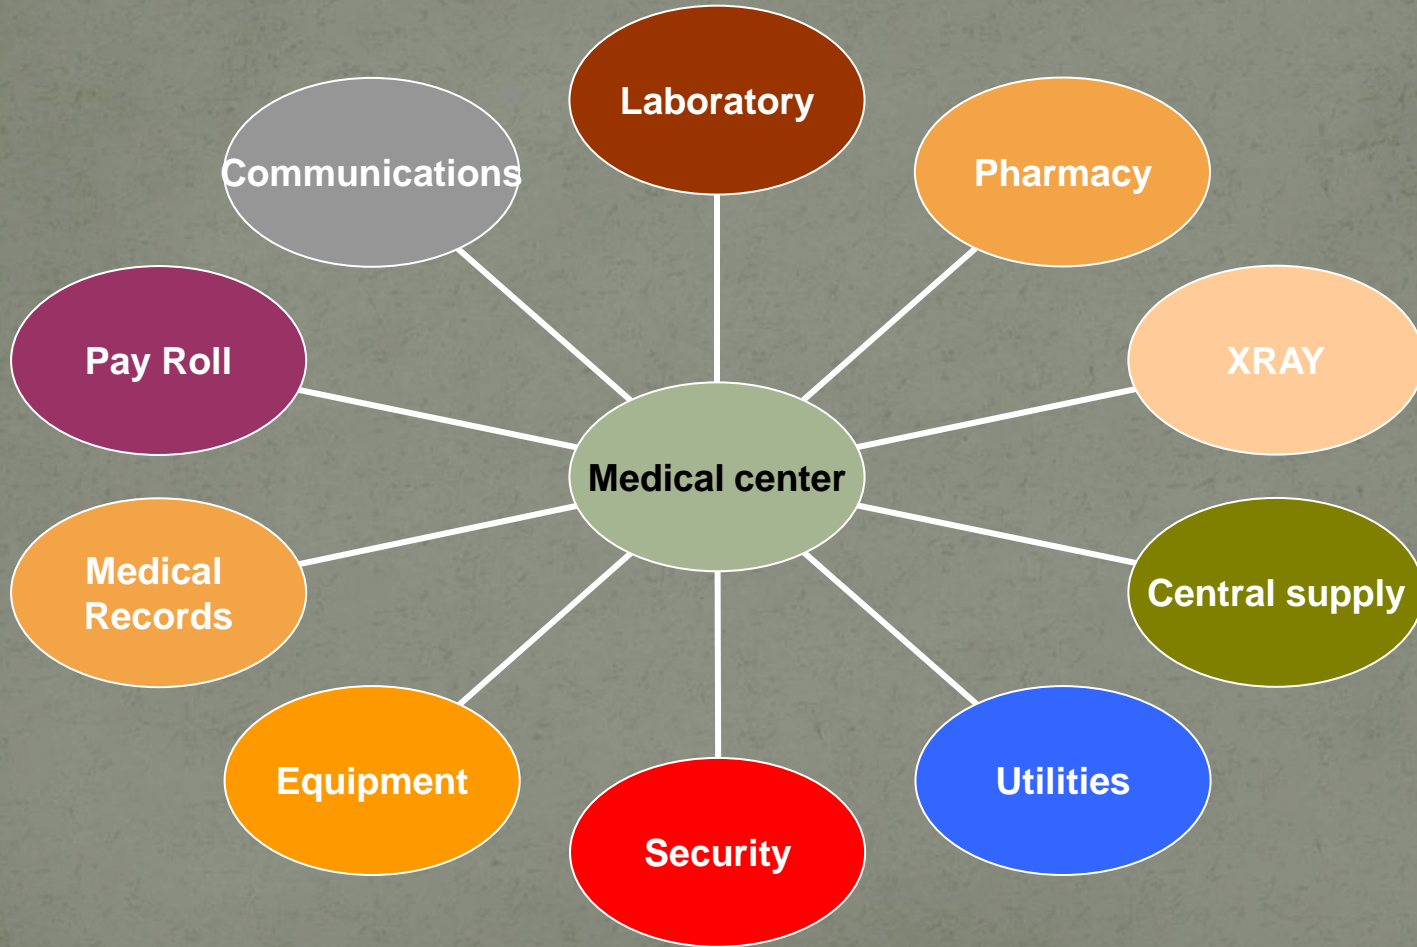 Laboratory
Communications
Pharmacy
Pay Roll
XRAY
Medical center
Medical
Records
Central supply
Equipment
Utilities
Security